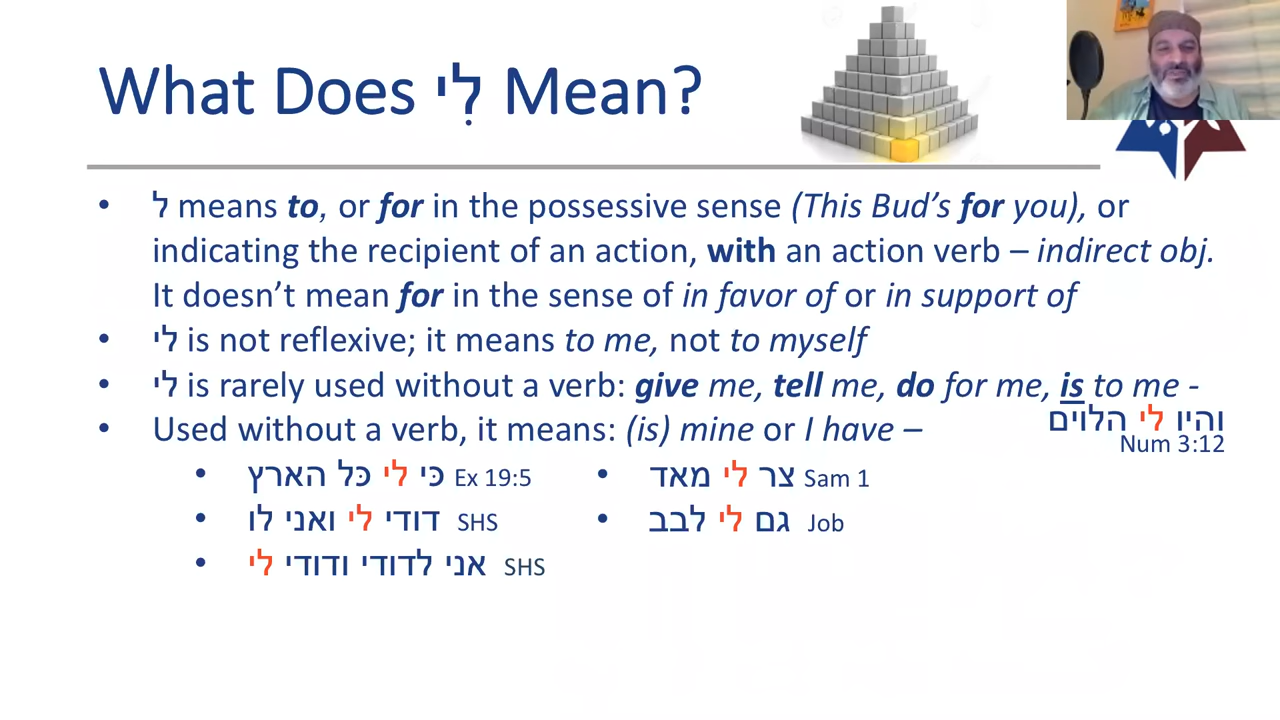 What Does לִי Mean?
• ל means to, or for in the possessive sense (This Bud’s for you), or
indicating the recipient of an action, with an action verb – indirect obj.
It doesn’t mean for in the sense of in favor of or in support of
• לי is not reflexive; it means to me, not to myself
• לי is rarely used without a verb: give me, tell me, do for me, is to me -
והיו לי הלוים
Num 3:12
• Used without a verb, it means: (is) mine or I have –
• כּי לי כּל הארץ Ex 19:5
• דודי לי ואני לו SHS
• אני לדודי ודודי לי SHS
• צר לי מאד Sam 1
• גם לי לבב Job